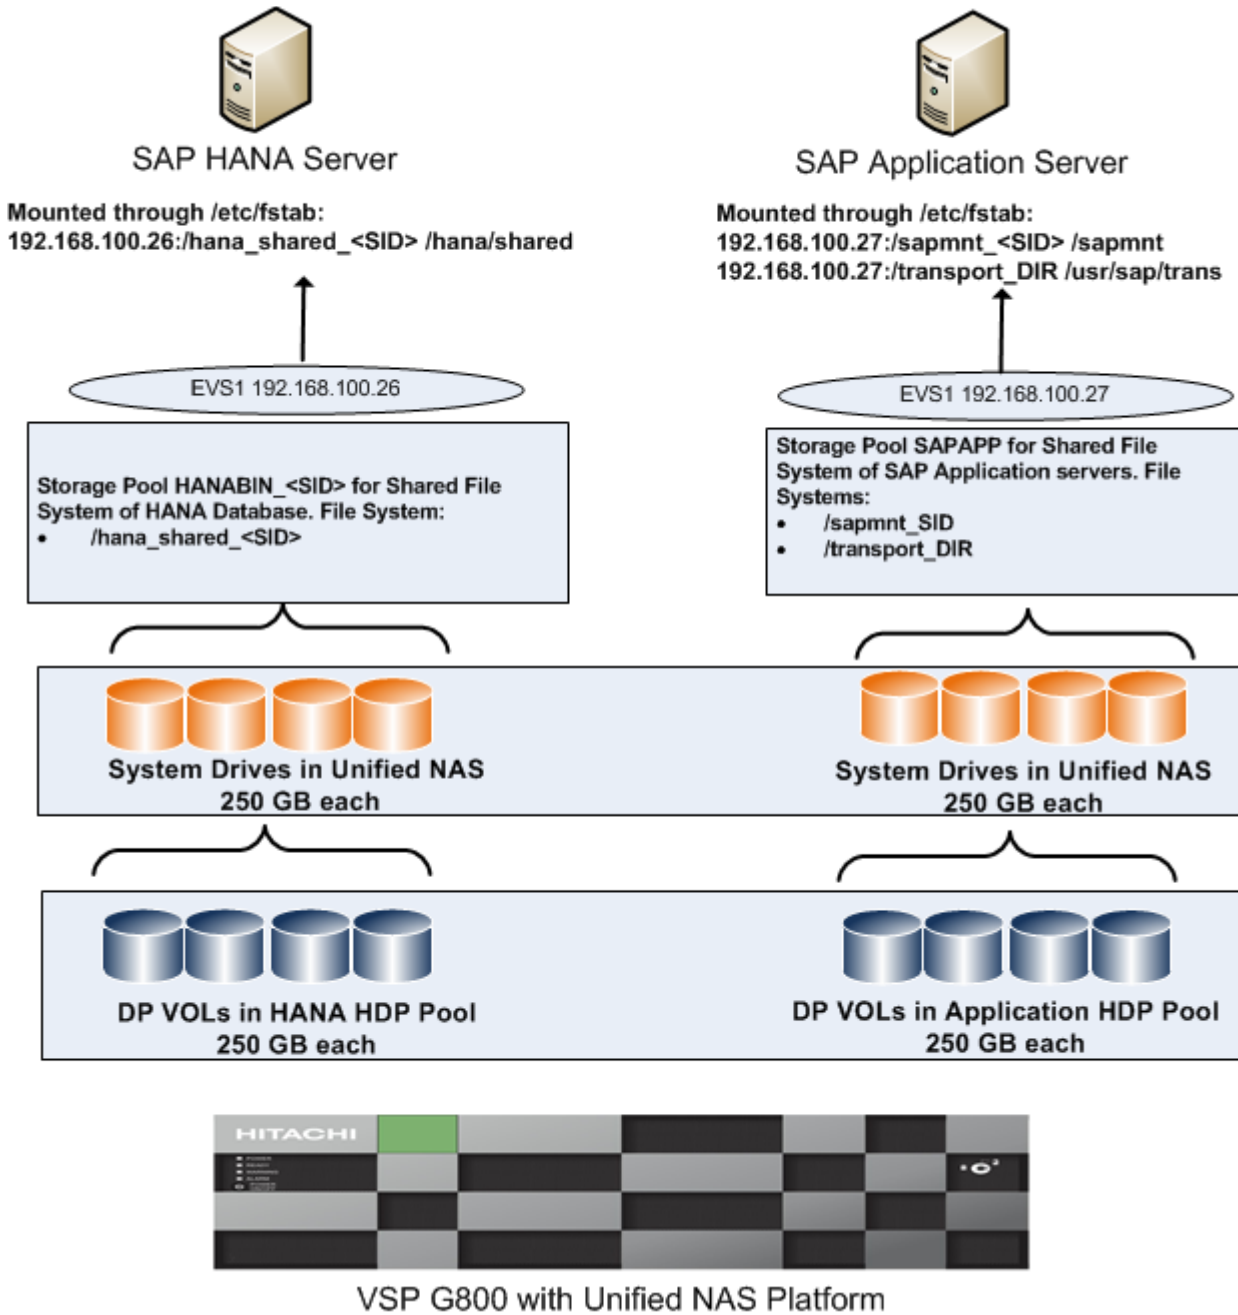 SAP HANA Server
Mounted through /etc/fstab:
192.168.100.26:/hana_shared_<SID> /hana/shared
SAP Application Server
Mounted through /etc/fstab:
192.168.100.27:/sapmnt_<SID> /sapmnt
192.168.100.27:/transport_DIR /usr/sap/trans
EVS1 192.168.100.26
EVS1 192.168.100.27
Storage Pool HANABIN_<SID> for Shared File
System of HANA Database. File System:
• /hana_shared_<SID>
Storage Pool SAPAPP for Shared File
System of SAP Application servers. File
Systems:
• /sapmnt_SID
• /transport_DIR
System Drives in Unified NAS
250 GB each
System Drives in Unified NAS
250 GB each
DP VOLs in HANA HDP Pool
250 GB each
DP VOLs in Application HDP Pool
250 GB each
HITACHI
POWER
READY
WARNING
ALARM
VSP G800 with Unified NAS Platform